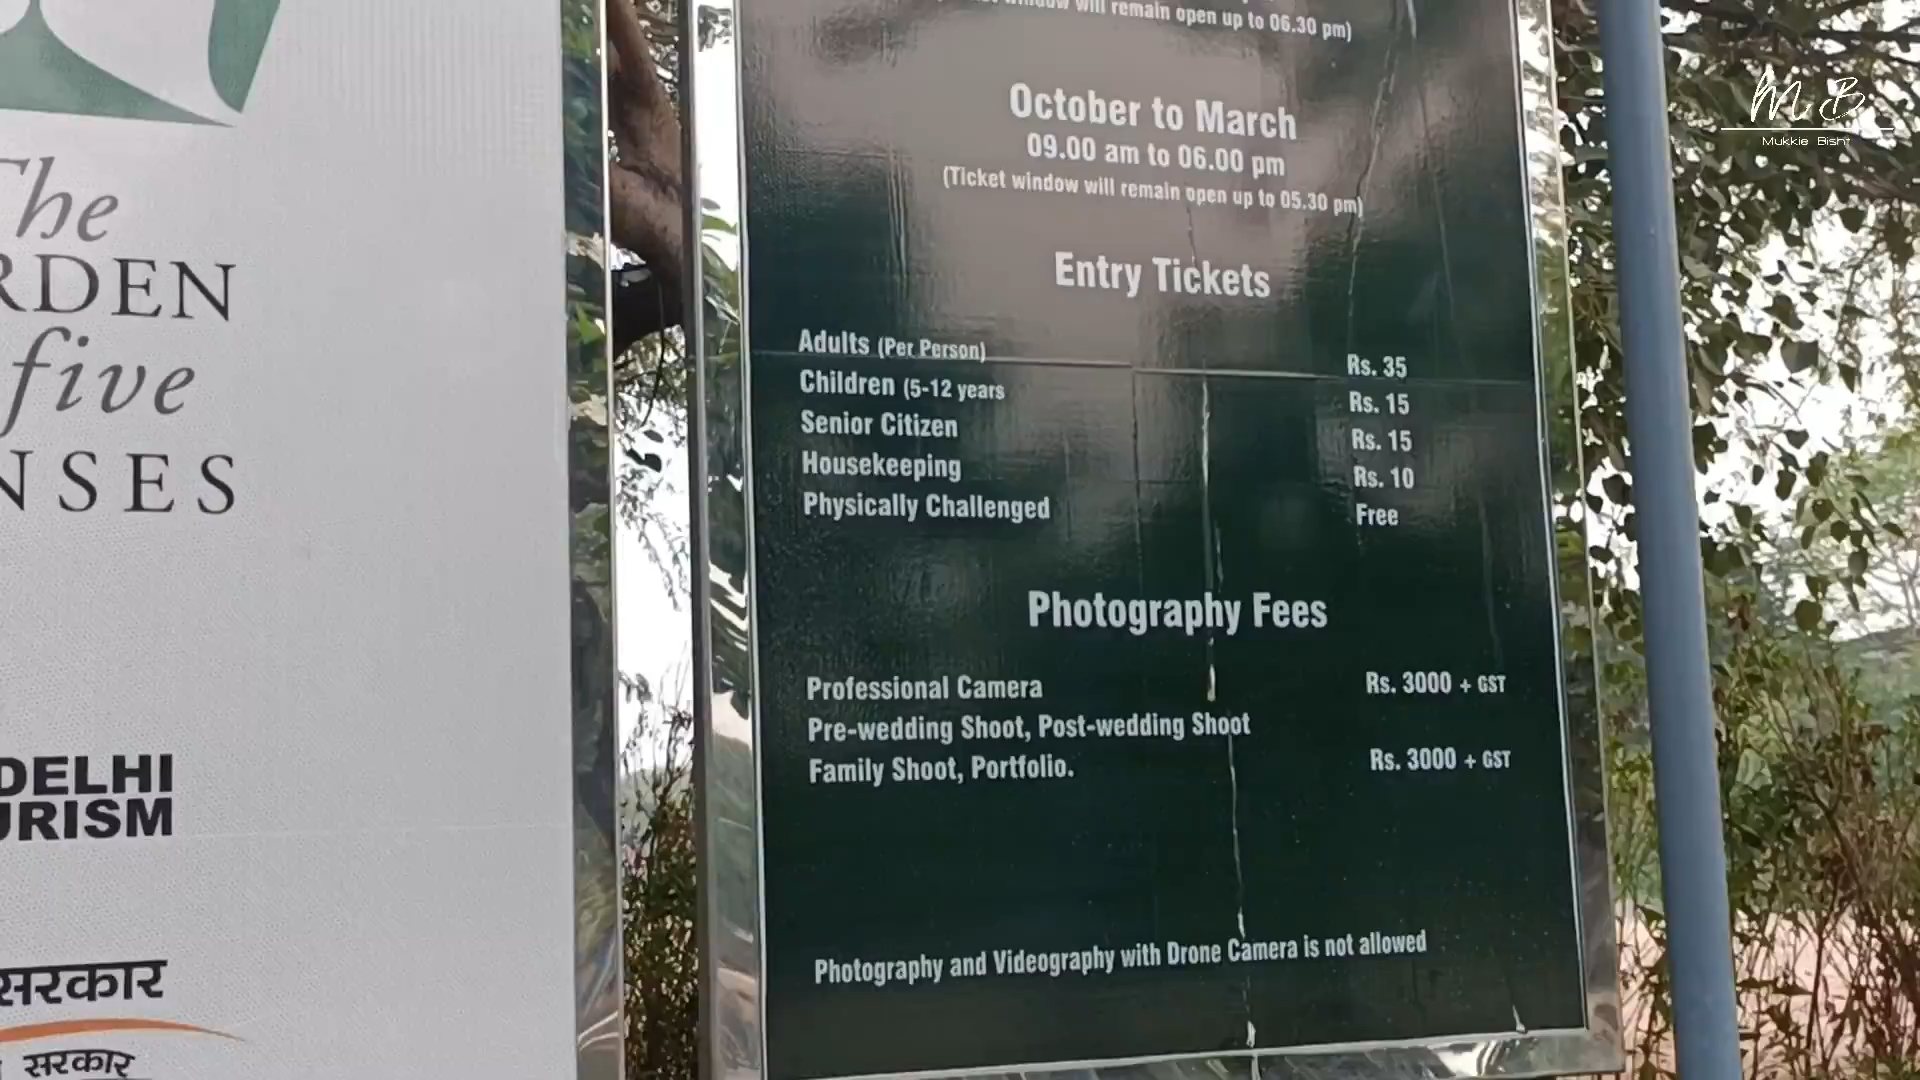 The
RDEN
five
NSES
DELHI
URISM
सरकार
सरकार
window will remain open up to 06.30 pm)
October to March
09.00 am to 06.00 pm
(Ticket window will remain open up to 05.30 pm)
Entry Tickets
Adults (Per Person) Rs. 35
Children (5-12 years Rs. 15
Senior Citizen Rs. 15
Housekeeping Rs. 10
Physically Challenged Free
Photography Fees
Professional Camera Rs. 3000 + GST
Pre-wedding Shoot, Post-wedding Shoot
Family Shoot, Portfolio. Rs. 3000 + GST
Photography and Videography with Drone Camera is not allowed
M B
Mukkie Bisht